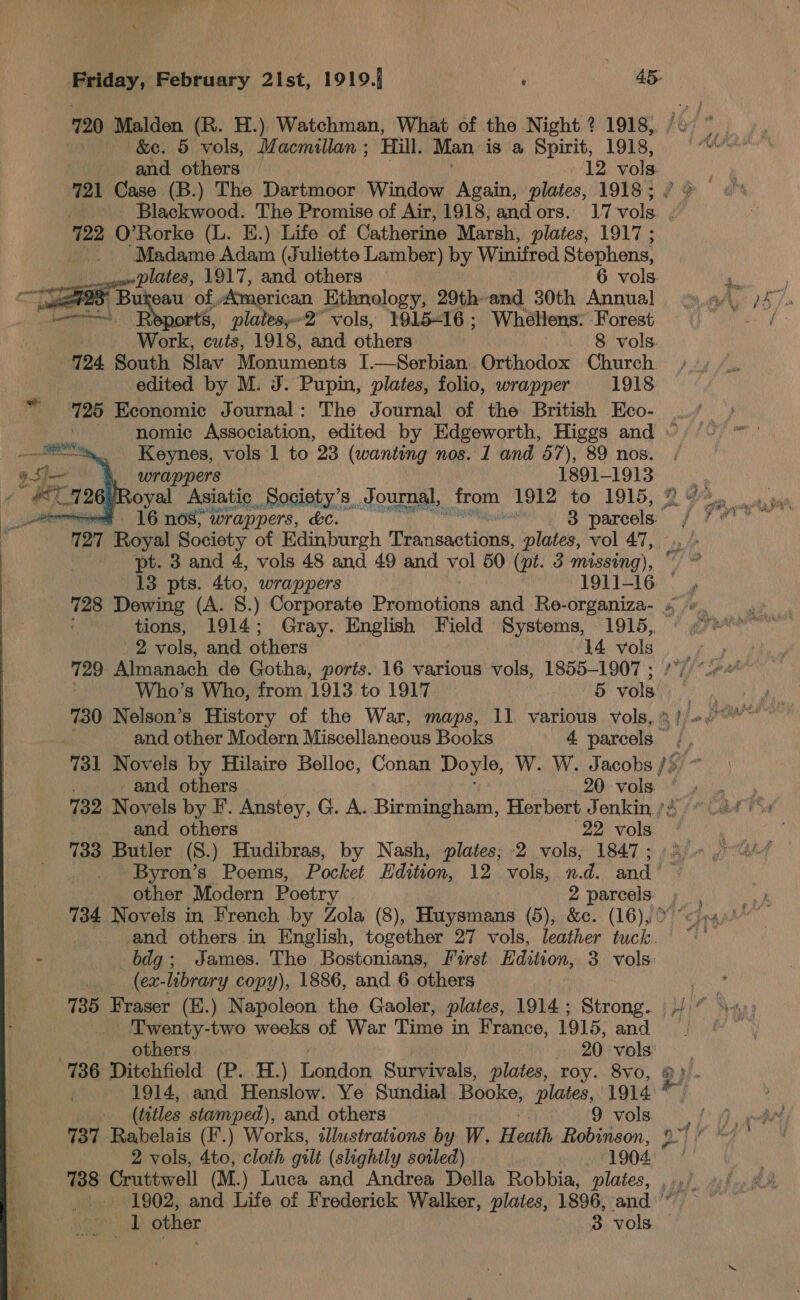 Friday, February 21st, 1919.] 45
720 Malden (R. H.) Watchman, What of the Night ? 1918,
&c. 5 vols, Macmillan ; Hill. Man is a Spirit, 1918,
and others 12 vols
721 Case (B.) The Dartmoor Window Again, plates, 1918 ;
Blackwood. The Promise of Air, 1918, and ors. 17 vols
722 O'Rorke (L. E.) Life of Catherine Marsh, plates, 1917 ;
Madame Adam (Juliette Lamber) by Winifred Stephens,
plates, 1917, and others 6 vols
723 Bureau of American Ethnology, 29th and 30th Annual
Reports, plates, 2 vols, 1915-16 ; Whellens. Forest
Work, cuts, 1918, and others 8 vols
724 South Slav Monuments I.—Serbian Orthodox Church
edited by M. J. Pupin, plates, folio, wrapper 1918
725 Economic Journal : The Journal of the British Eco-
nomic Association, edited by Edgeworth, Higgs and
Keynes, vols 1 to 23 (wanting nos. 1 and 57), 89 nos.
wrappers 1891-1913
726 Royal Asiatic Society's Journal, from 1912 to 1915,
16 nos, wrappers, &c. 3 parcels
727 Royal Society of Edinburgh Transactions, plates, vol 47,
pt. 3 and 4, vols 48 and 49 and vol 50 (pt. 3 missing),
13 pts. 4to, wrappers 1911-16
728 Dewing (A. S.) Corporate Promotions and Re-organiza-
tions, 1914; Gray. English Field Systems, 1915,
2 vols, and others 14 vols
729 Almanach de Gotha, ports. 16 various vols, 1855-1907 ;
Who's Who, from 1913 to 1917 5 vols
730 Nelson's History of the War, maps, 11 various vols,
and other Modern Miscellaneous Books 4 parcels
731 Novels by Hilaire Belloc, Conan Doyle, W. W. Jacobs
and others 20 vols
732 Novels by F. Anstey, G. A. Birmingham, Herbert Jenkin
and others 22 vols
733 Butler (S.) Hudibras, by Nash, plates, 2 vols, 1847 ;
Byron's Poems, Pocket Edition, 12 vols, n.d. and
other Modern Poetry 2 parcels
734 Novels in French by Zola (8), Huysmans (5), &c. (16),
and others in English, together 27 vols, leather tuck
bdg ; James. The Bostonians, First Edition, 3 vols
(ex-library copy), 1886, and 6 others
735 Fraser (E.) Napoleon the Gaoler, plates, 1914 ; Strong.
Twenty-two weeks of War Time in France, 1915, and
others 20 vols
736 Ditchfield (P. H.) London Survivals, plates, roy. 8vo,
1914, and Henslow. Ye Sundial Booke, plates, 1914
(titles stamped), and others 9 vols
737 Rabelais (F.) Works, illustrations by W. Heath Robinson,
2 vols, 4to, cloth gilt (slightly soiled) 1904
738 Cruttwell (M.) Luca and Andrea Della Robbia, plates,
1902, and Life of Frederick Walker, plates, 1896, and
1 other 3 vols